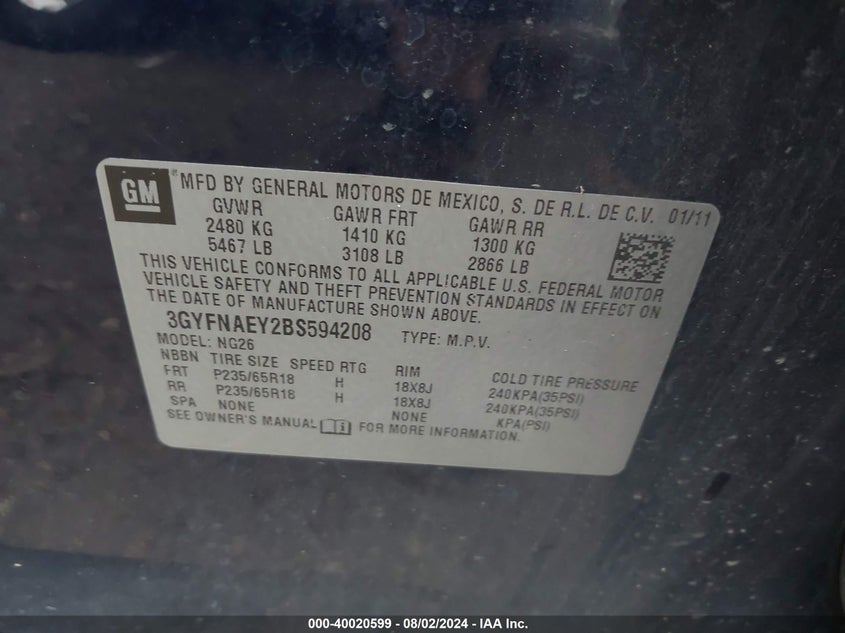 GM MFD BY GENERAL MOTORS DE MEXICO, S. DE R.L. DE C.V. 01/11
GVWR GAWR FRT GAWR RR
2480 KG 1410 KG 1300 KG
5467 LB 3108 LB 2866 LB
THIS VEHICLE CONFORMS TO ALL APPLICABLE U.S. FEDERAL MOTOR
VEHICLE SAFETY AND THEFT PREVENTION STANDARDS IN EFFECT ON
THE DATE OF MANUFACTURE SHOWN ABOVE.
3GYFNAEY2BS594208 TYPE: M.P.V.
MODEL: NG26
NBBN TIRE SIZE SPEED RTG RIM COLD TIRE PRESSURE
FRT P235/65R18 H 18X8J 240KPA(35PSI)
RR P235/65R18 H 18X8J 240KPA(35PSI)
SPA NONE NONE KPA(PSI)
SEE OWNER'S MANUAL i FOR MORE INFORMATION.
000-40020599 — 08/02/2024 — IAA Inc.